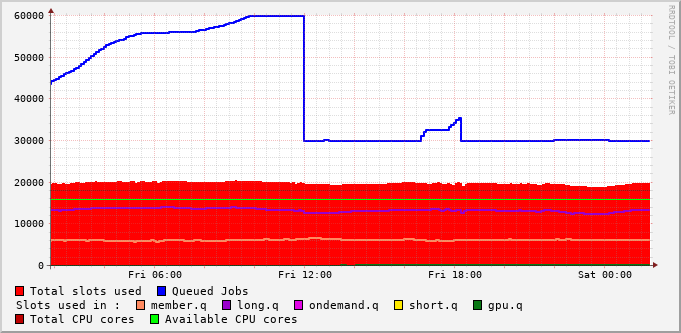 RRDTOOL / TOBI OETIKER
60000
50000
40000
30000
20000
10000
0
Fri 06:00 Fri 12:00 Fri 18:00 Sat 00:00
Total slots used Queued Jobs
Slots used in : member.q long.q ondemand.q short.q gpu.q
Total CPU cores Available CPU cores